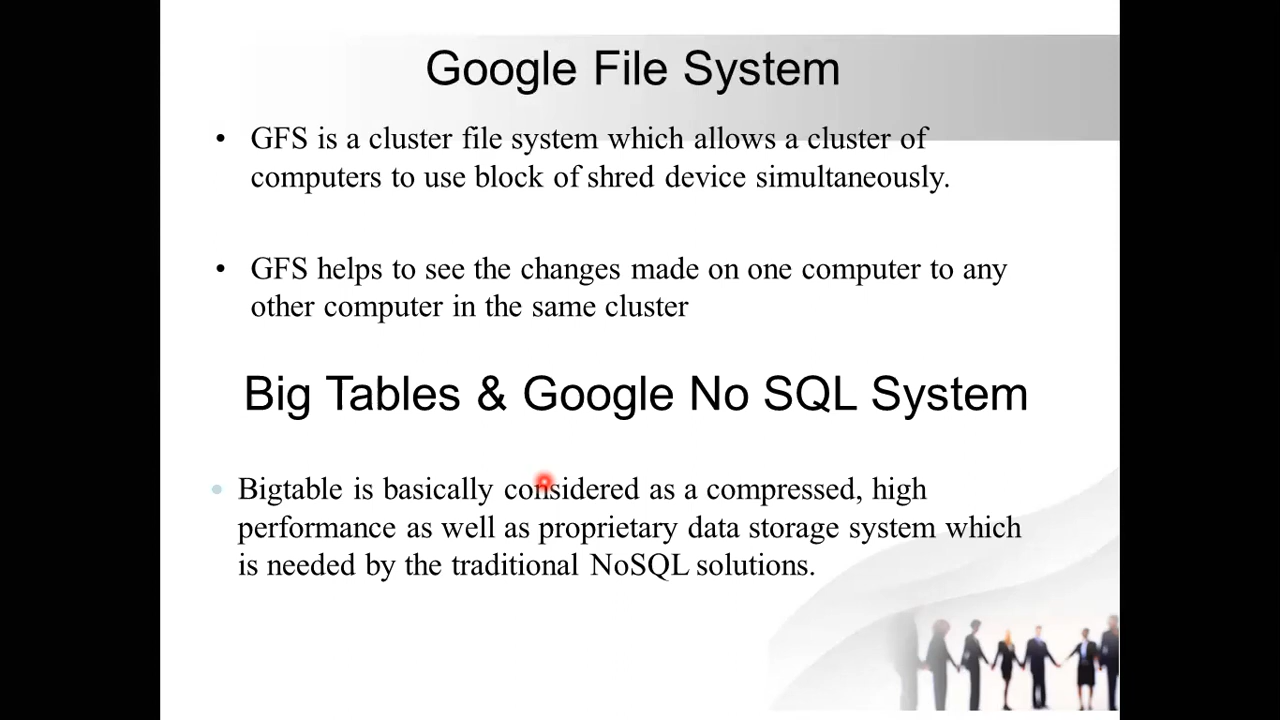 Google File System
• GFS is a cluster file system which allows a cluster of
computers to use block of shred device simultaneously.
• GFS helps to see the changes made on one computer to any
other computer in the same cluster
Big Tables & Google No SQL System
• Bigtable is basically considered as a compressed, high
performance as well as proprietary data storage system which
is needed by the traditional NoSQL solutions.